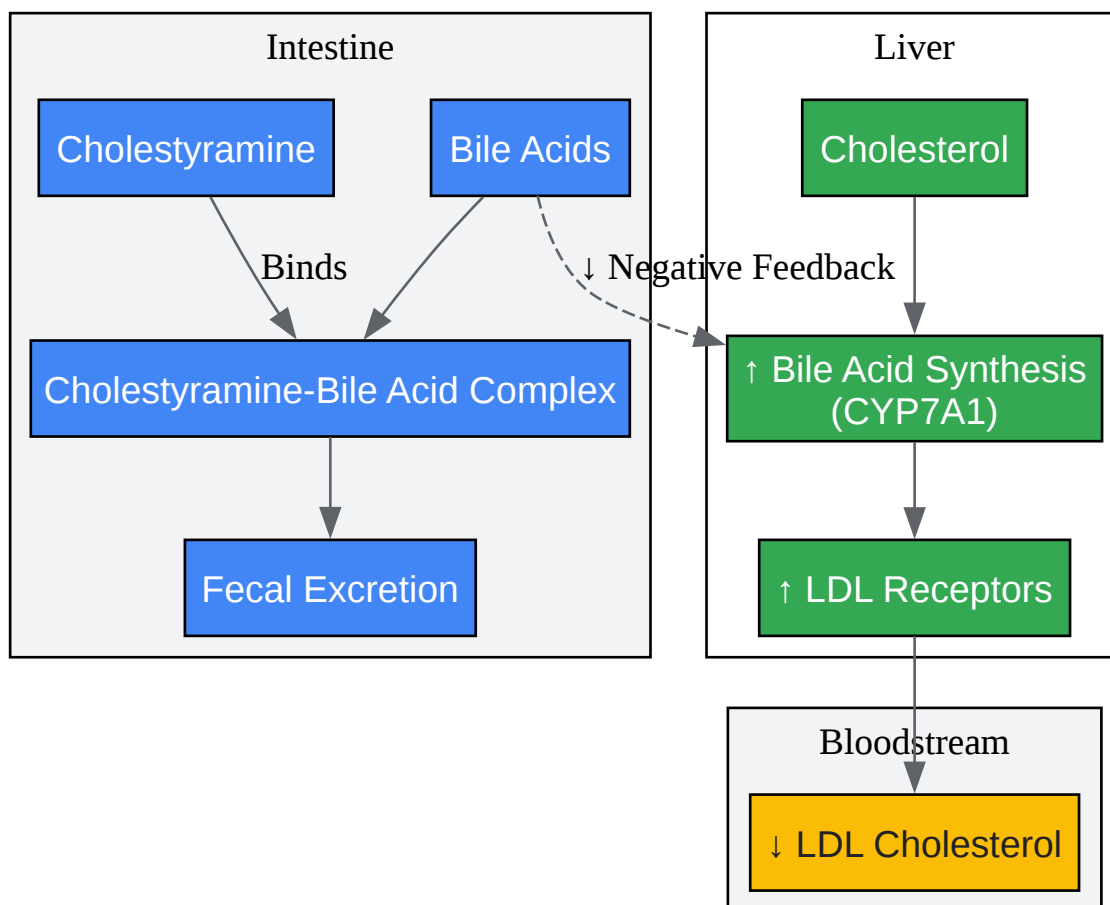 Intestine
Liver
Cholestyramine
Bile Acids
Cholesterol
Binds
↓ Negative Feedback
Cholestyramine-Bile Acid Complex
↑ Bile Acid Synthesis
(CYP7A1)
Fecal Excretion
↑ LDL Receptors
Bloodstream
↓ LDL Cholesterol